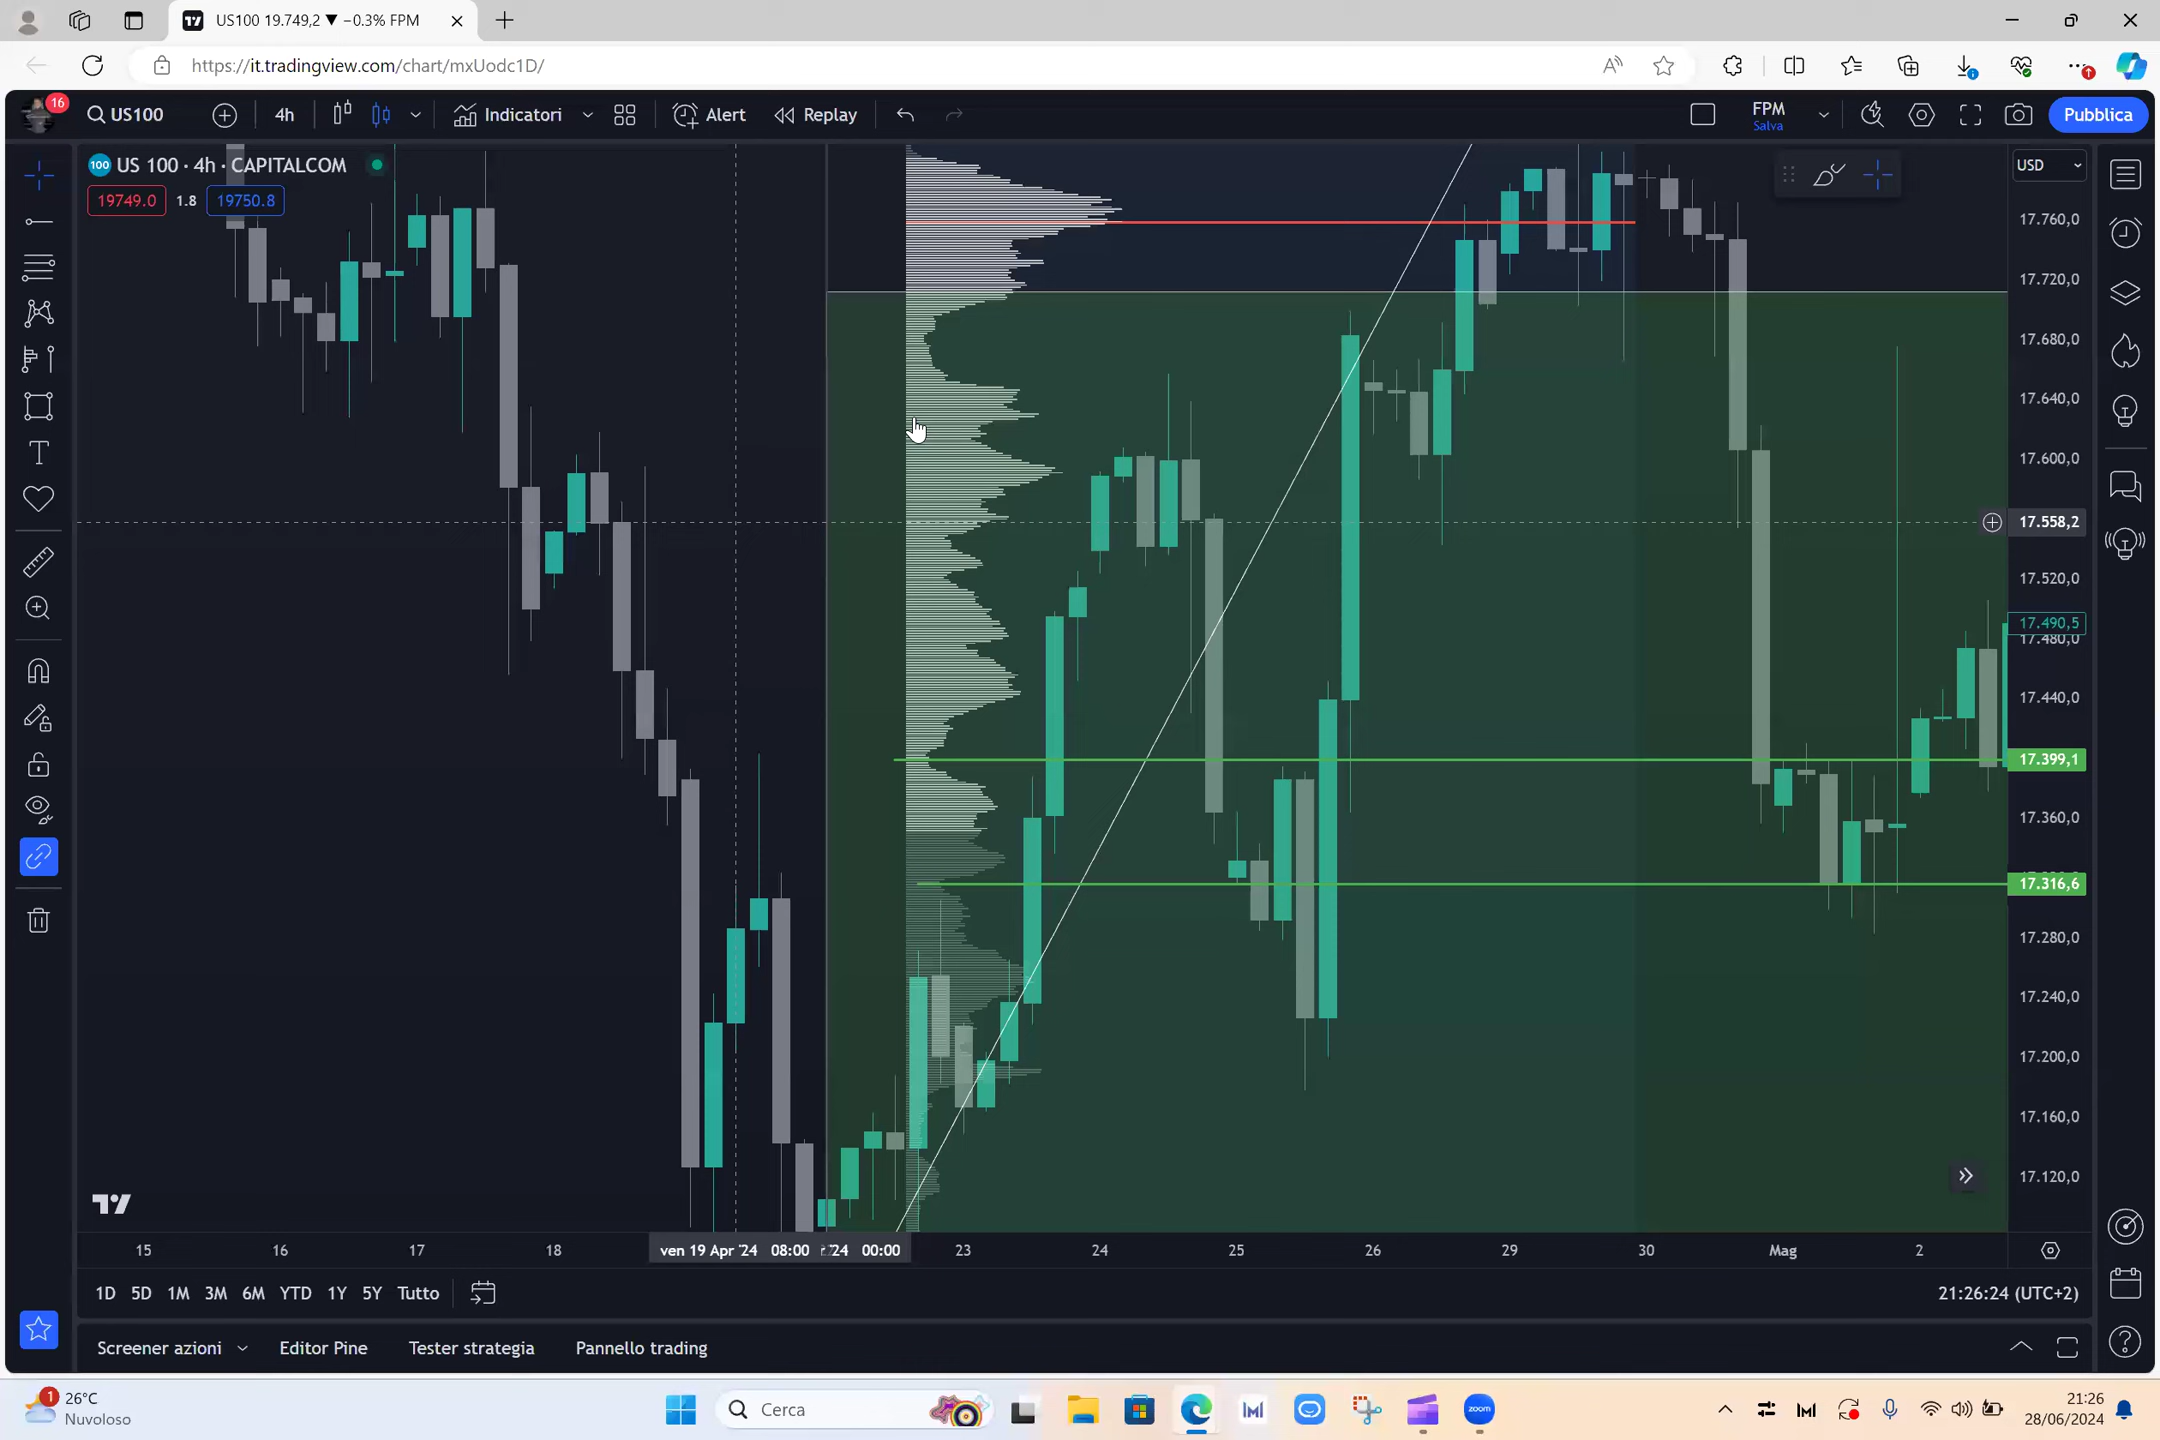 US100 19.749,2 ▼ −0.3% FPM
https://it.tradingview.com/chart/mxUodc1D/
16
US100
4h
Indicatori
Alert
Replay
FPM
Salva
Pubblica
100
US 100 · 4h · CAPITALCOM
USD
19749.0
1.8
19750.8
17.760,0
17.720,0
17.680,0
17.640,0
17.600,0
17.558,2
17.520,0
17.490,5
17.480,0
17.440,0
17.399,1
17.360,0
17.316,6
17.280,0
17.240,0
17.200,0
17.160,0
17.120,0
15
16
17
18
ven 19 Apr '24 08:00
'24 00:00
23
24
25
26
29
30
Mag
2
1D
5D
1M
3M
6M
YTD
1Y
5Y
Tutto
21:26:24 (UTC+2)
Screener azioni
Editor Pine
Tester strategia
Pannello trading
1
26°C
Nuvoloso
Cerca
zoom
21:26
28/06/2024